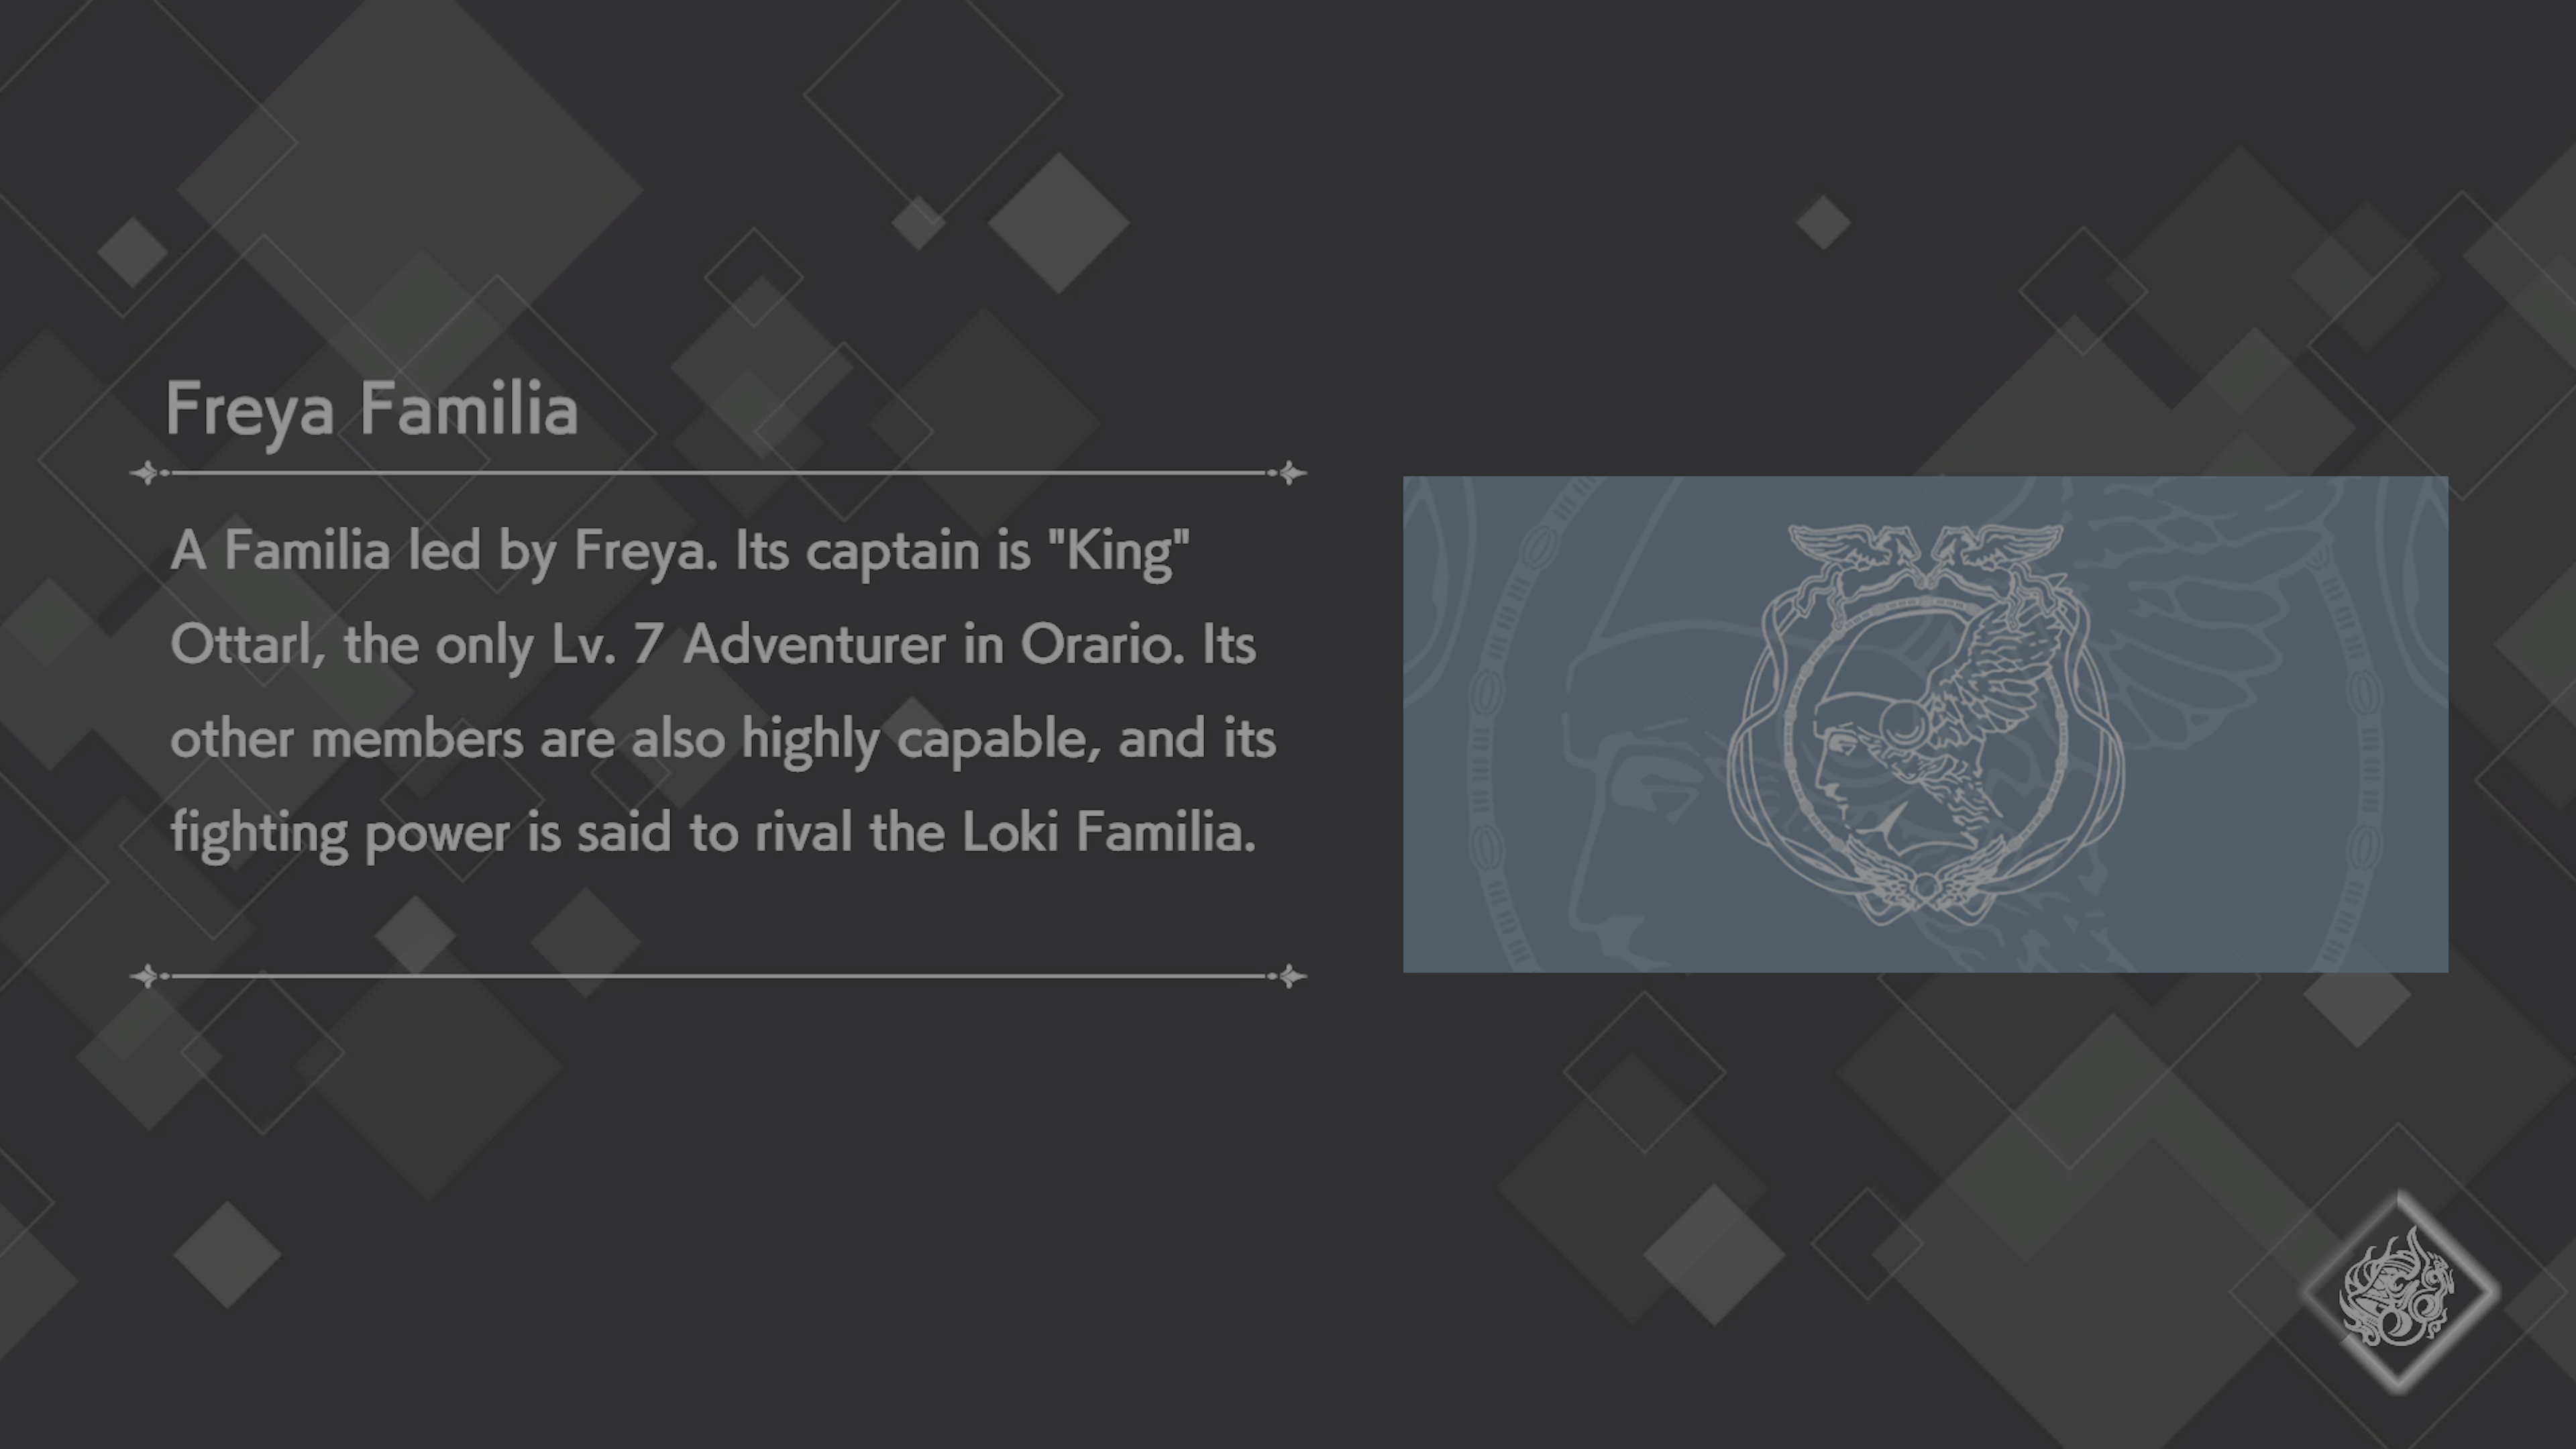 Freya Familia
A Familia led by Freya. Its captain is "King"
Ottarl, the only Lv. 7 Adventurer in Orario. Its
other members are also highly capable, and its
fighting power is said to rival the Loki Familia.